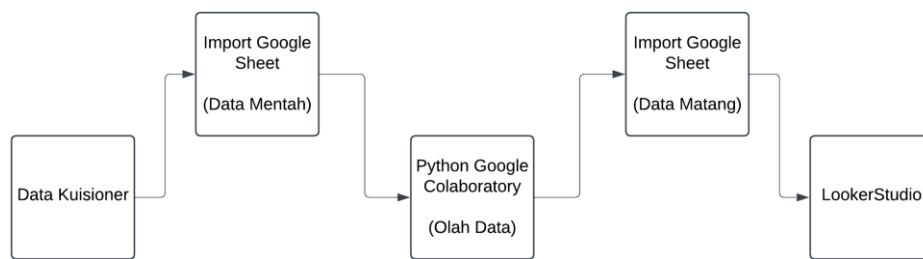 Data Kuisioner
Import Google
Sheet
(Data Mentah)
Python Google
Colaboratory
(Olah Data)
Import Google
Sheet
(Data Matang)
LookerStudio